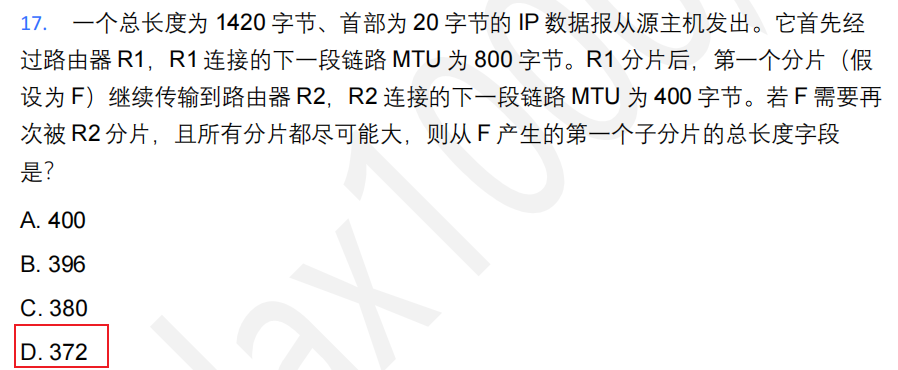 17. 一个总长度为 1420 字节、首部为 20 字节的 IP 数据报从源主机发出。它首先经
过路由器 R1，R1 连接的下一段链路 MTU 为 800 字节。R1 分片后，第一个分片（假
设为 F）继续传输到路由器 R2，R2 连接的下一段链路 MTU 为 400 字节。若 F 需要再
次被 R2 分片，且所有分片都尽可能大，则从 F 产生的第一个子分片的总长度字段
是？
A. 400
B. 396
C. 380
D. 372